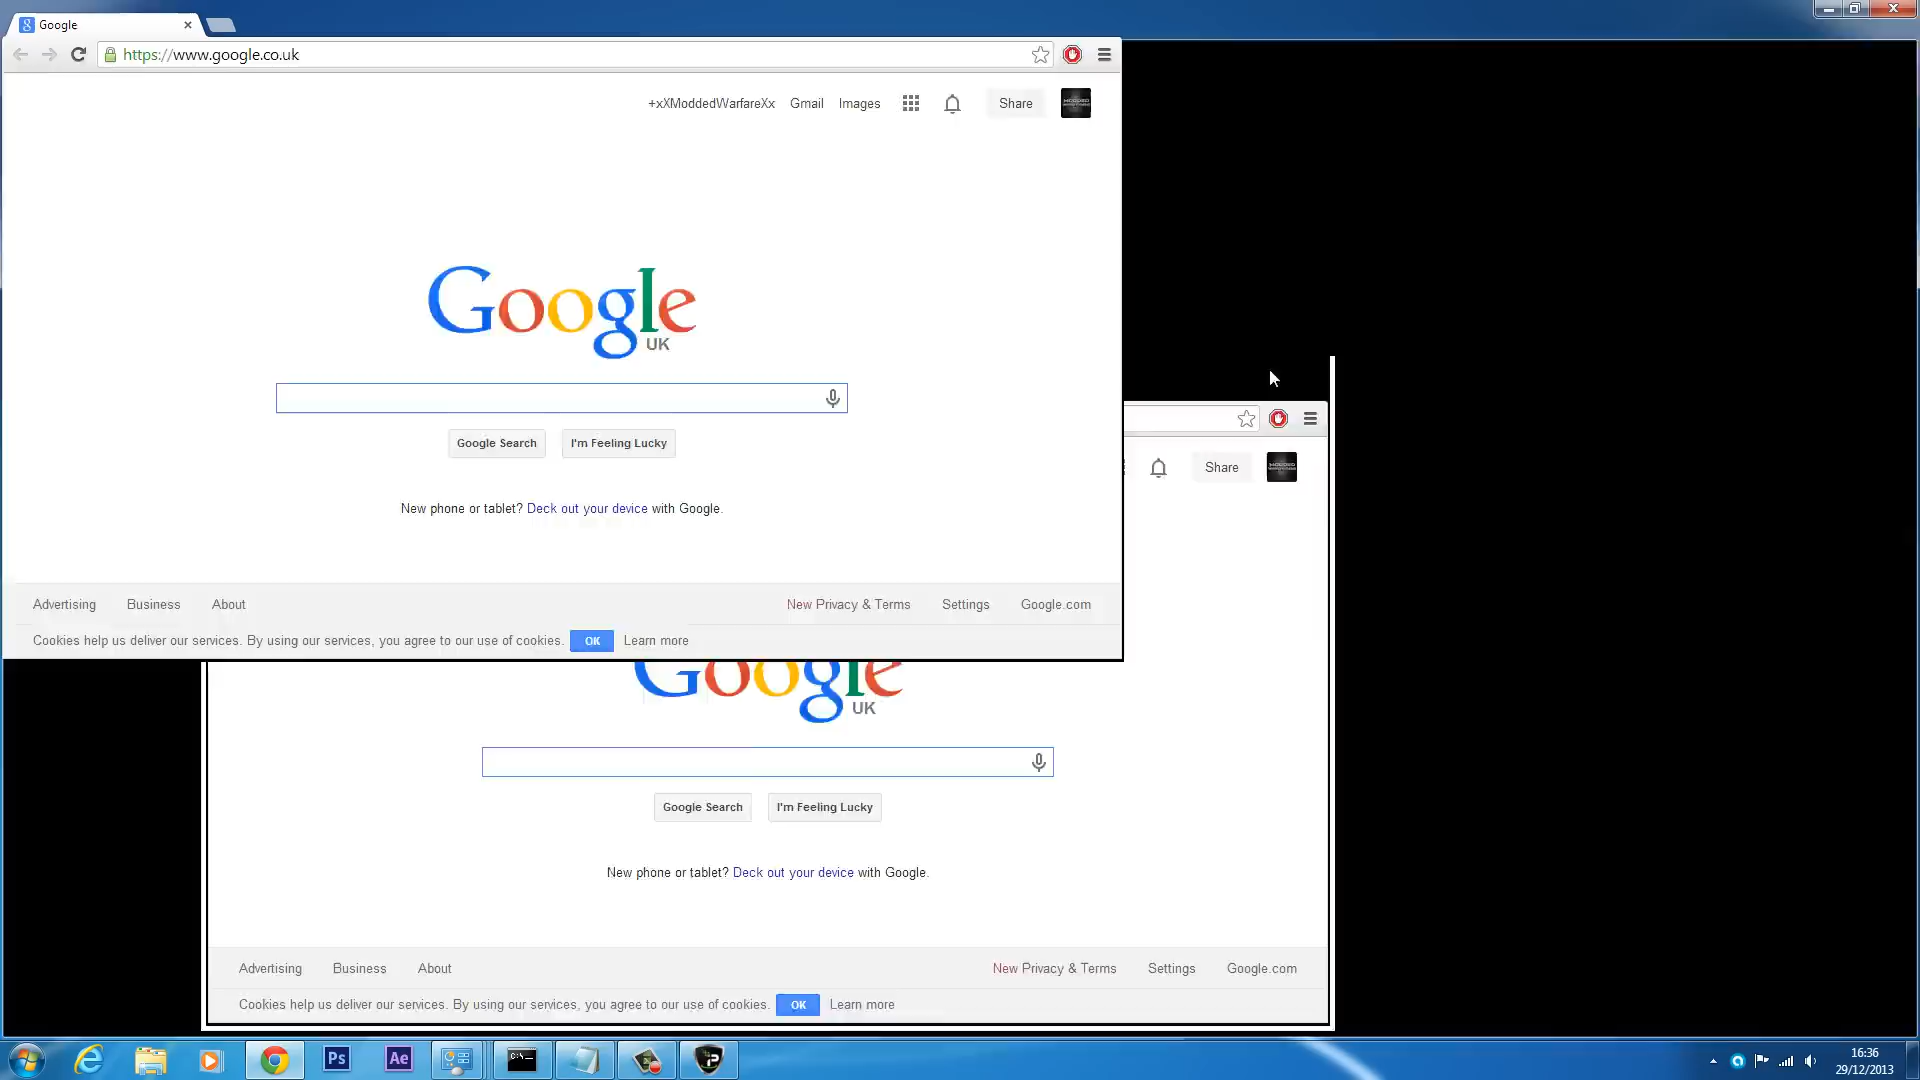 Google
https://www.google.co.uk
+xXModdedWarfareXx Gmail Images Share
Google
UK
Google Search I'm Feeling Lucky
New phone or tablet? Deck out your device with Google.
Advertising Business About New Privacy & Terms Settings Google.com
Cookies help us deliver our services. By using our services, you agree to our use of cookies. OK Learn more
Share
Google
UK
Google Search I'm Feeling Lucky
New phone or tablet? Deck out your device with Google.
Advertising Business About New Privacy & Terms Settings Google.com
Cookies help us deliver our services. By using our services, you agree to our use of cookies. OK Learn more
Ps Ae C:\
16:36
29/12/2013